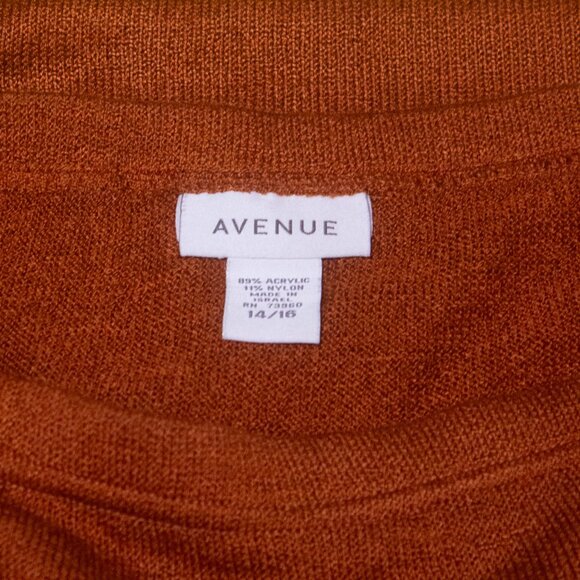 AVENUE
89% ACRYLIC
11% NYLON
MADE IN
ISRAEL
RN 73960
14/16